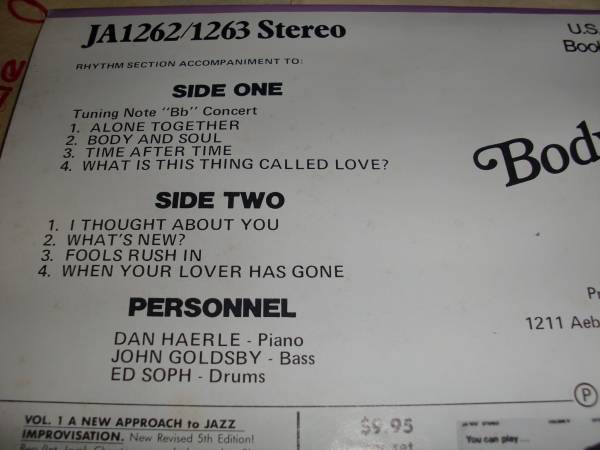 JA1262/1263 Stereo
U.S.
RHYTHM SECTION ACCOMPANIMENT TO:
SIDE ONE
Tuning Note "Bb" Concert
1. ALONE TOGETHER
2. BODY AND SOUL
3. TIME AFTER TIME
4. WHAT IS THIS THING CALLED LOVE?
Body
SIDE TWO
1. I THOUGHT ABOUT YOU
2. WHAT'S NEW?
3. FOOLS RUSH IN
4. WHEN YOUR LOVER HAS GONE
PERSONNEL
1211 Aeb
DAN HAERLE - Piano
JOHN GOLDSBY - Bass
ED SOPH - Drums
℗
VOL. 1 A NEW APPROACH to JAZZ
IMPROVISATION. New Revised 5th Edition!
$9.95
You can play